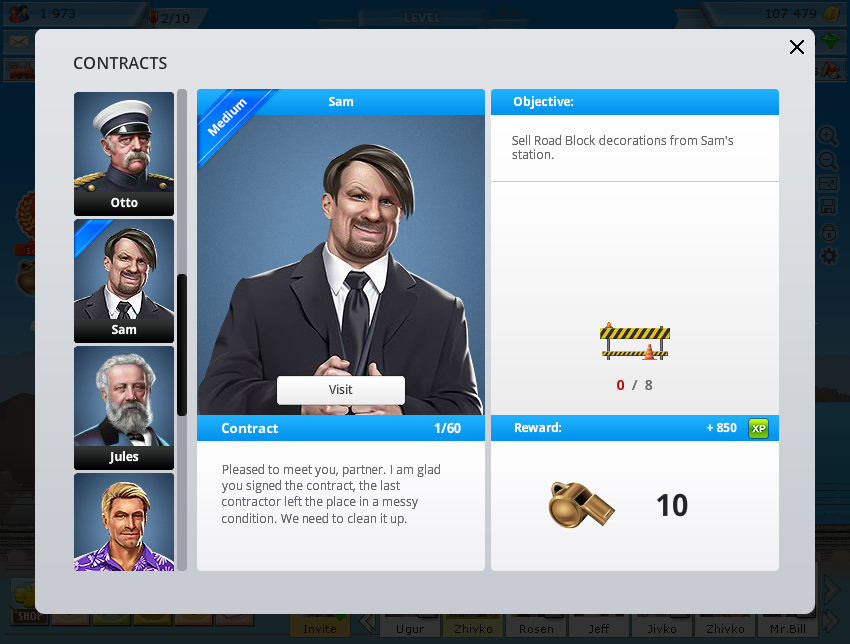 1 973
2/10
LEVEL
107 479
CONTRACTS
Otto
Sam
Jules
Medium
Sam
Visit
Contract 1/60
Pleased to meet you, partner. I am glad
you signed the contract, the last
contractor left the place in a messy
condition. We need to clean it up.
Objective:
Sell Road Block decorations from Sam's
station.
0 / 8
Reward: + 850 XP
10
SHOP
Invite
Ugur
Zhivko
Rosen
Jeff
Jivko
Zhivko
Mr.Bill